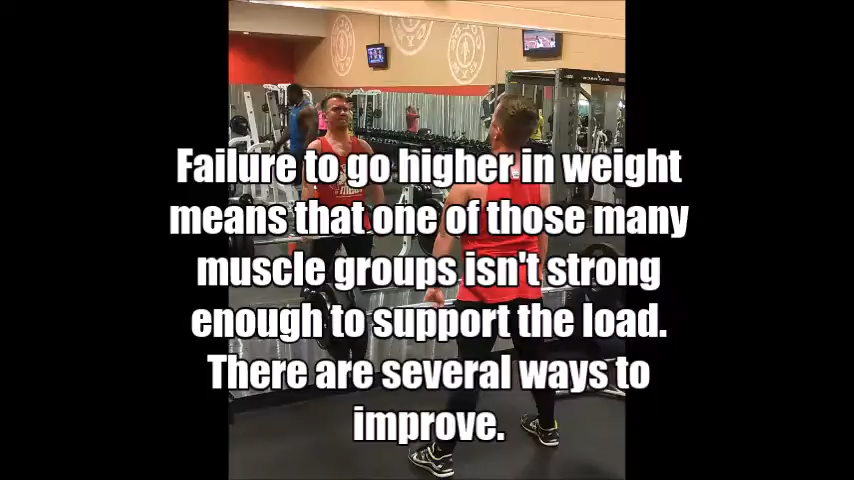 Failure to go higher in weight
means that one of those many
muscle groups isn't strong
enough to support the load.
There are several ways to
improve.